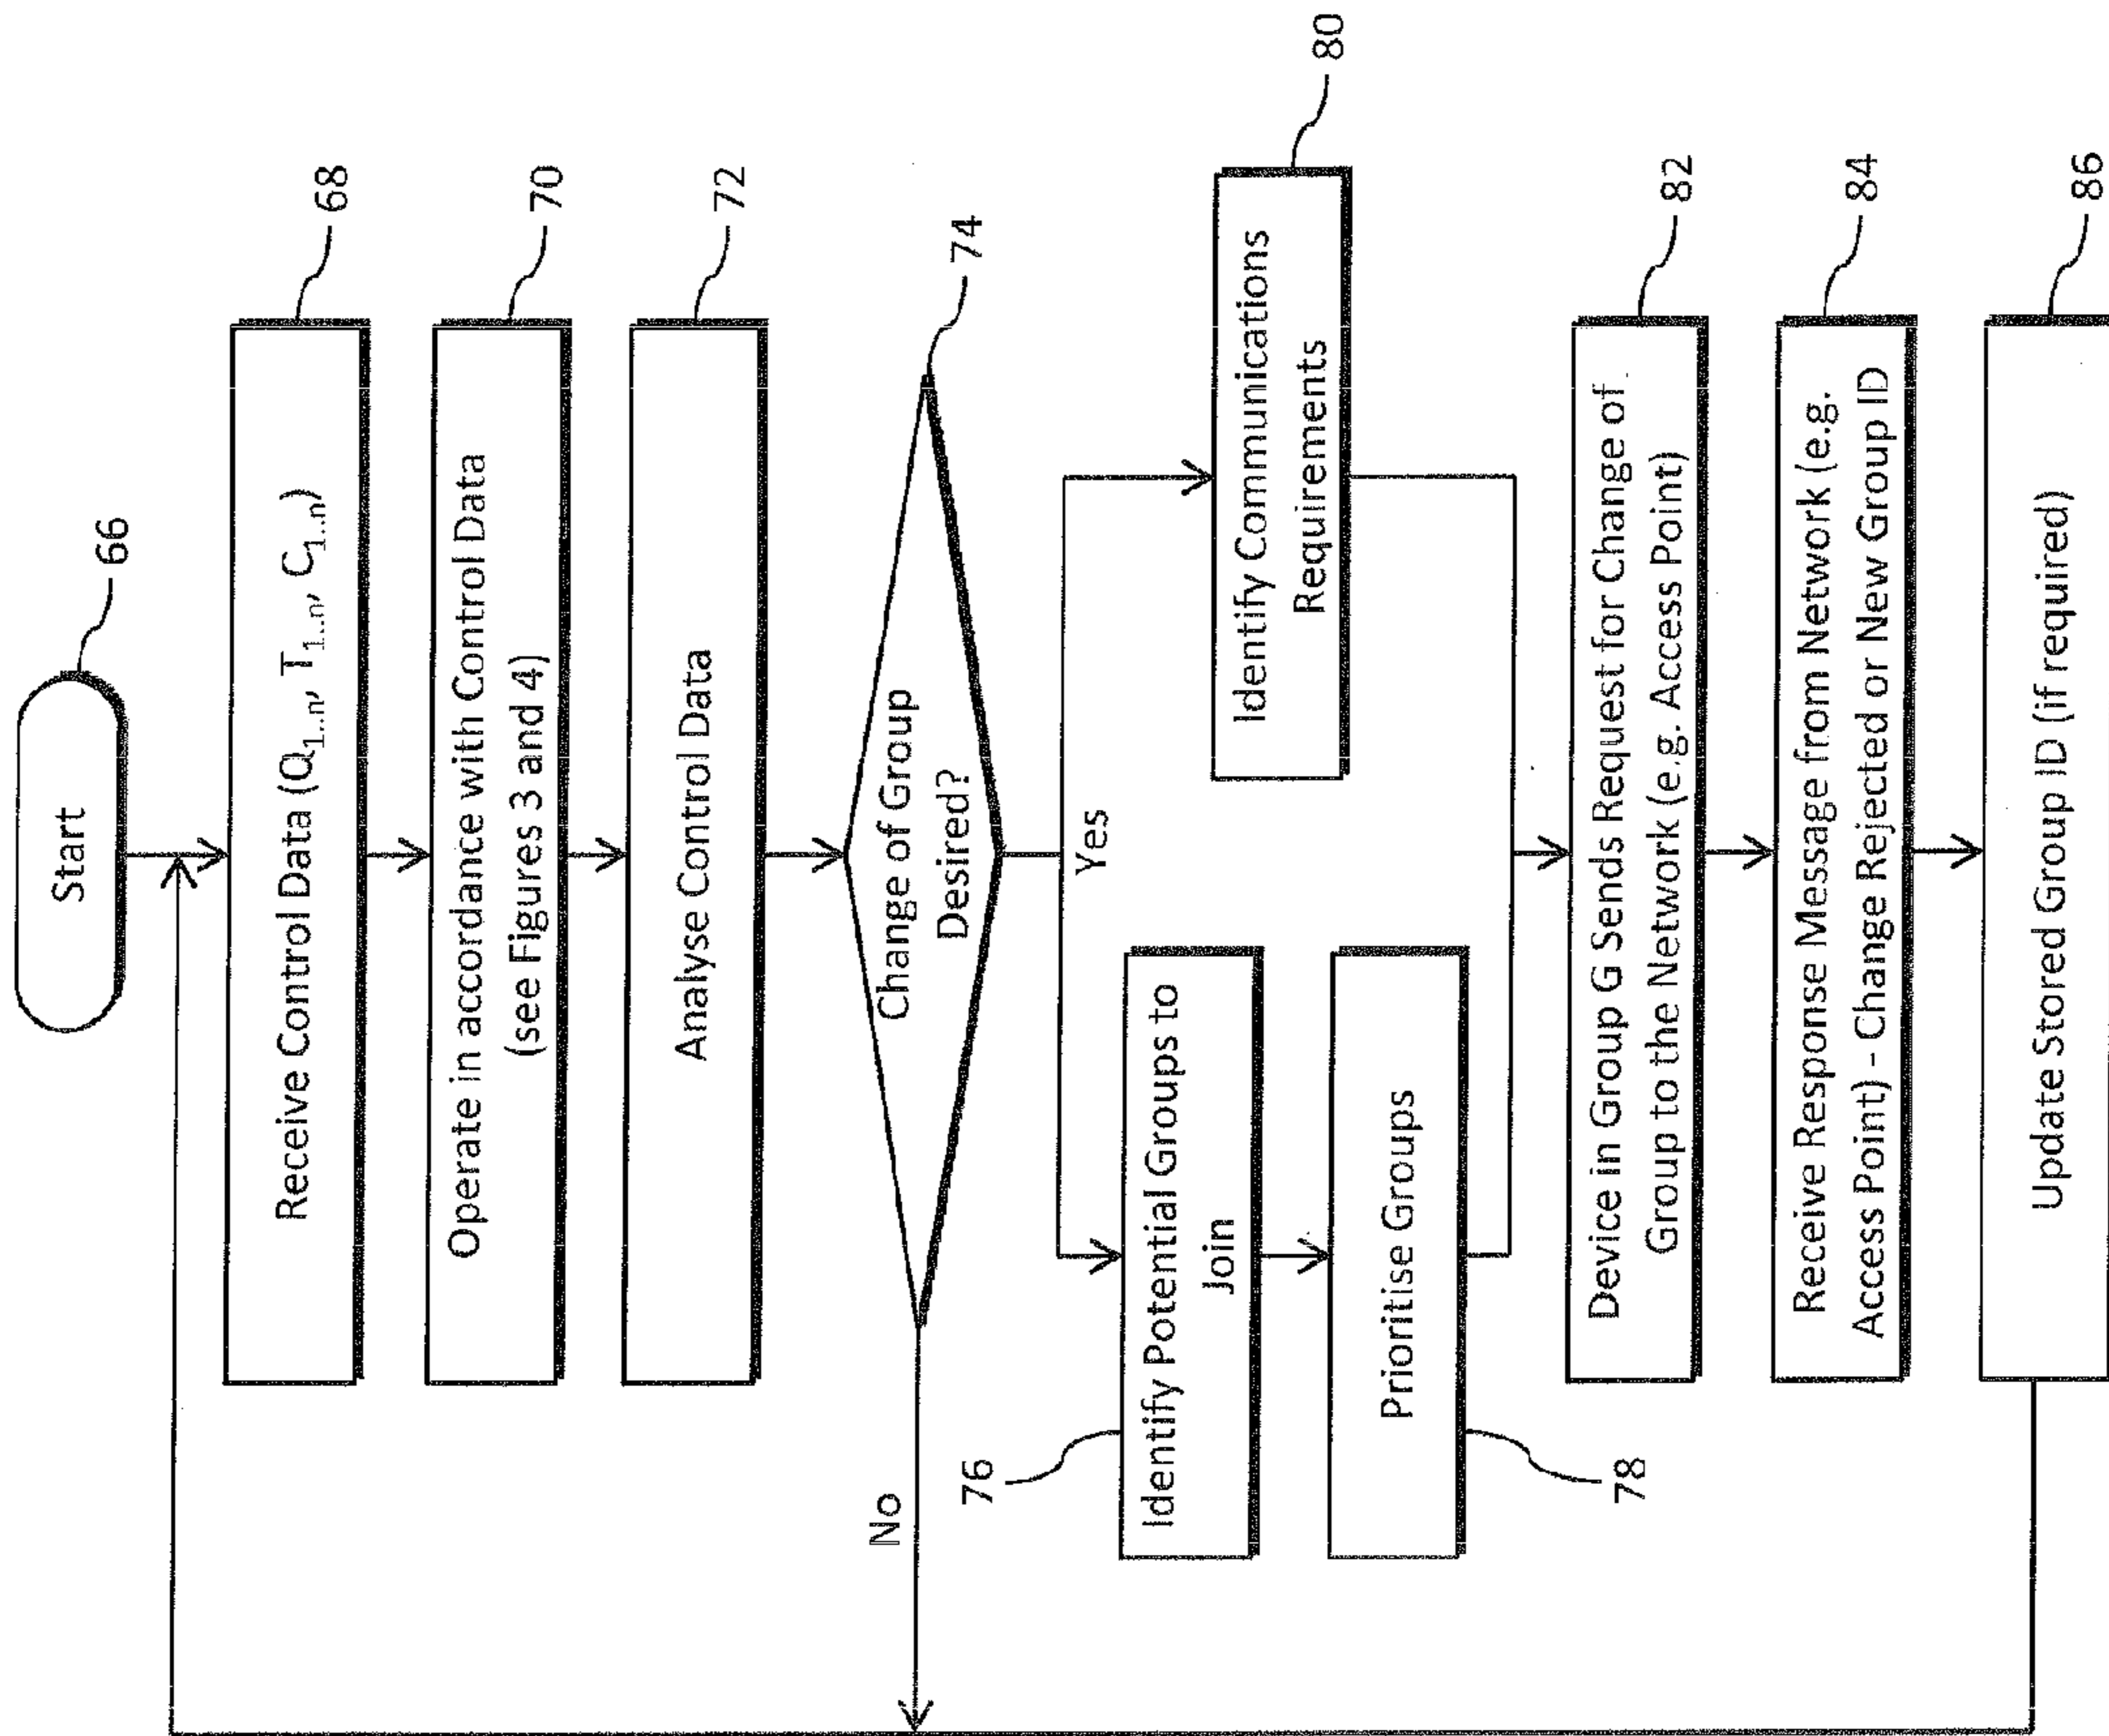 Start
66
Receive Control Data (Q1..n, T1..n, C1..n)
68
Operate in accordance with Control Data
(see Figures 3 and 4)
70
Analyse Control Data
72
Change of Group
Desired?
74
No
Yes
76
Identify Potential Groups to
Join
Identify Communications
Requirements
80
Prioritise Groups
78
Device in Group G Sends Request for Change of
Group to the Network (e.g. Access Point)
82
Receive Response Message from Network (e.g.
Access Point) - Change Rejected or New Group ID
84
Update Stored Group ID (if required)
86